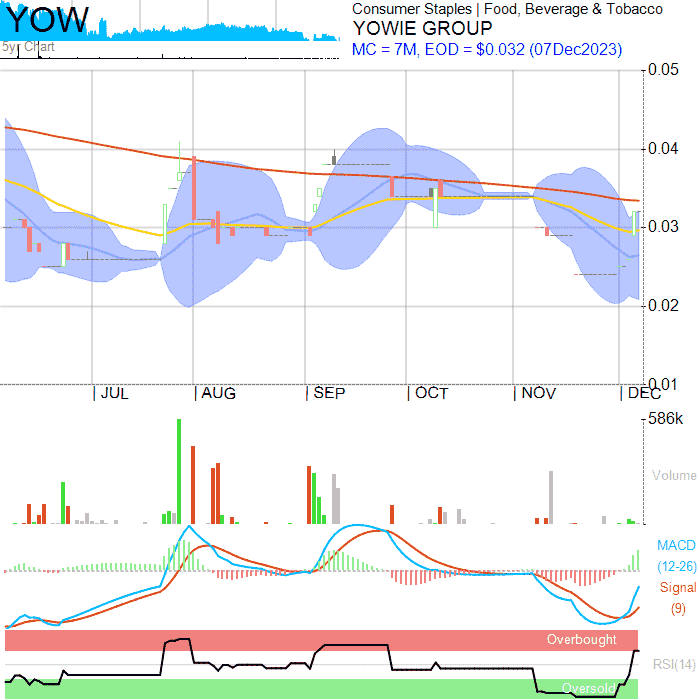 YOW
5yr Chart
Consumer Staples | Food, Beverage & Tobacco
YOWIE GROUP
MC = 7M, EOD = $0.032 (07Dec2023)
0.05
0.04
0.03
0.02
0.01
JUL AUG SEP OCT NOV DEC
586k
Volume
MACD
(12-26)
Signal
(9)
Overbought
RSI(14)
Oversold